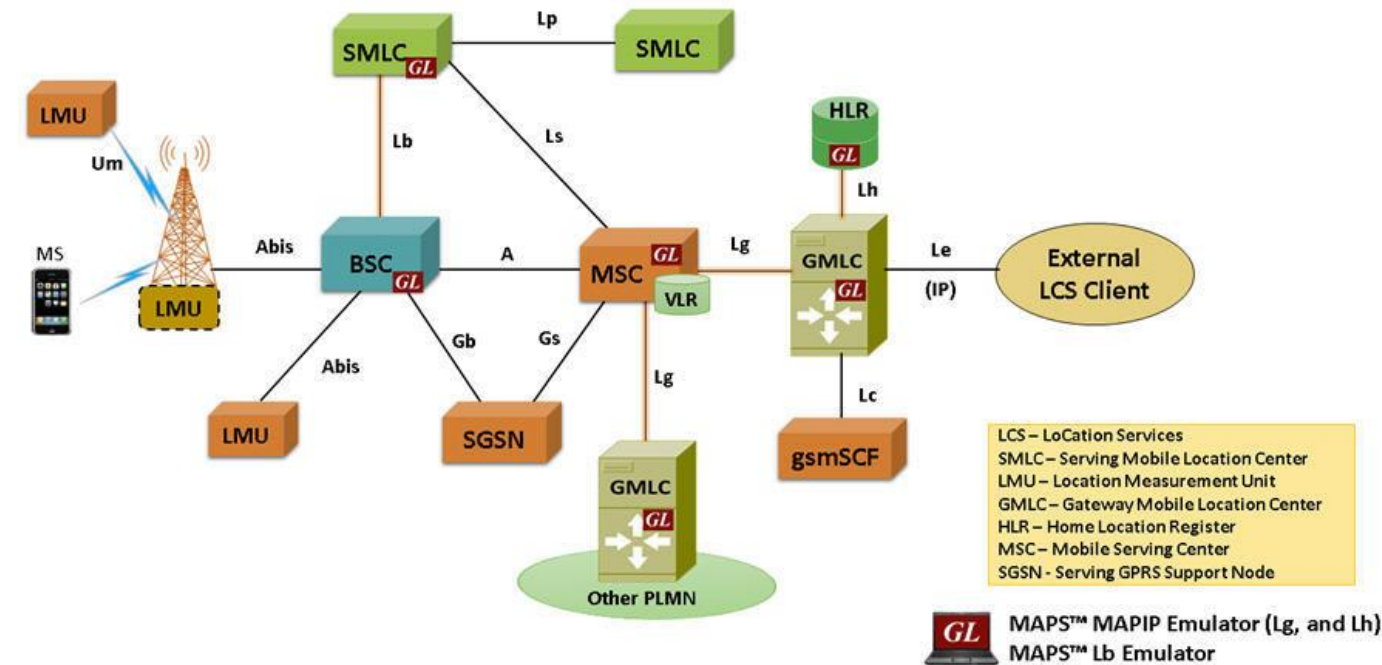 SMLC
GL
Lp
SMLC
LMU
Um
Lb
Ls
HLR
GL
Lh
MS
Abis
BSC
GL
A
MSC
GL
VLR
Lg
GMLC
GL
Le
(IP)
External
LCS Client
LMU
Abis
Gb
Gs
Lg
Lc
LMU
SGSN
gsmSCF
GMLC
GL
Other PLMN
LCS – LoCation Services
SMLC – Serving Mobile Location Center
LMU – Location Measurement Unit
GMLC – Gateway Mobile Location Center
HLR – Home Location Register
MSC – Mobile Serving Center
SGSN - Serving GPRS Support Node
GL
MAPS™ MAPIP Emulator (Lg, and Lh)
MAPS™ Lb Emulator